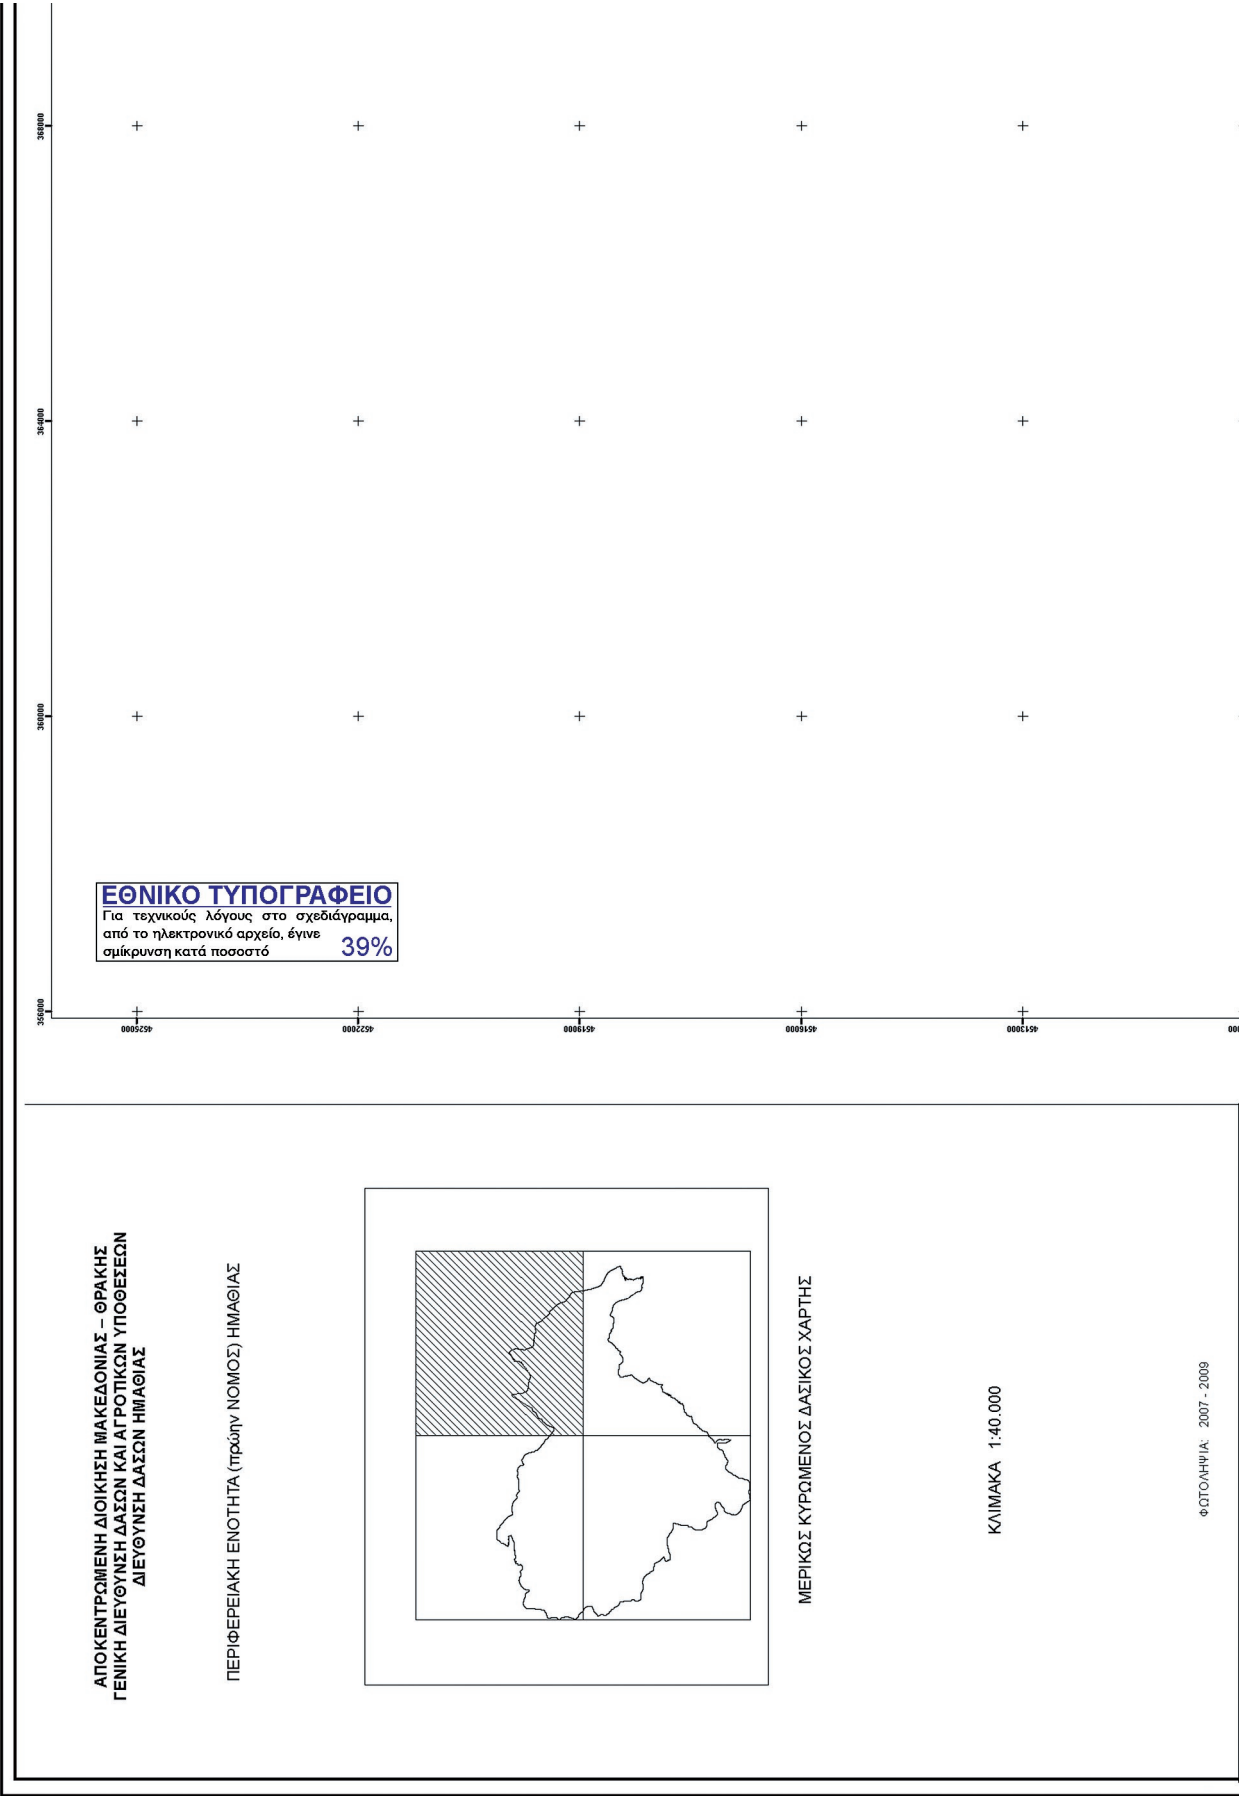 368000
364000
360000
356000
4525000
4522000
4519000
4516000
4513000
ΕΘΝΙΚΟ ΤΥΠΟΓΡΑΦΕΙΟ
Για τεχνικούς λόγους στο σχεδιάγραμμα,
από το ηλεκτρονικό αρχείο, έγινε
σμίκρυνση κατά ποσοστό 39%
ΑΠΟΚΕΝΤΡΩΜΕΝΗ ΔΙΟΙΚΗΣΗ ΜΑΚΕΔΟΝΙΑΣ – ΘΡΑΚΗΣ
ΓΕΝΙΚΗ ΔΙΕΥΘΥΝΣΗ ΔΑΣΩΝ ΚΑΙ ΑΓΡΟΤΙΚΩΝ ΥΠΟΘΕΣΕΩΝ
ΔΙΕΥΘΥΝΣΗ ΔΑΣΩΝ ΗΜΑΘΙΑΣ
ΠΕΡΙΦΕΡΕΙΑΚΗ ΕΝΟΤΗΤΑ (πρώην ΝΟΜΟΣ) ΗΜΑΘΙΑΣ
ΜΕΡΙΚΩΣ ΚΥΡΩΜΕΝΟΣ ΔΑΣΙΚΟΣ ΧΑΡΤΗΣ
ΚΛΙΜΑΚΑ 1:40.000
ΦΩΤΟΛΗΨΙΑ: 2007 - 2009